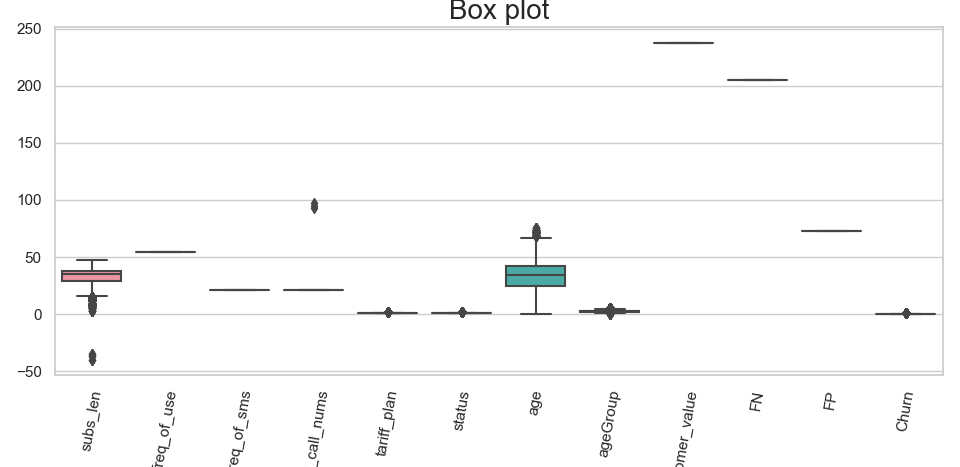 Box plot
250
200
150
100
50
0
−50
subs_len
freq_of_use
req_of_sms
_call_nums
tariff_plan
status
age
ageGroup
omer_value
FN
FP
Churn